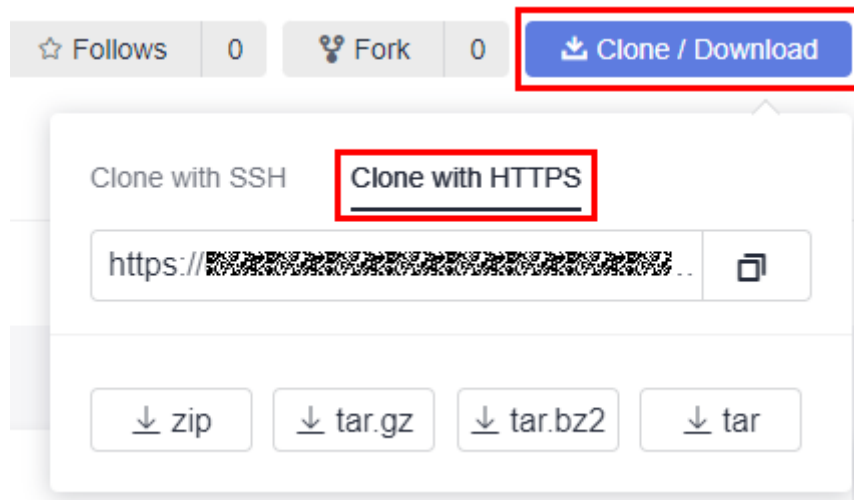 Follows 0 Fork 0 Clone / Download
Clone with SSH Clone with HTTPS
https:// ..
zip tar.gz tar.bz2 tar